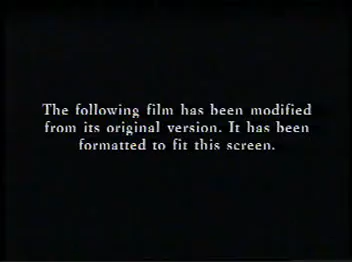 The following film has been modified
from its original version. It has been
formatted to fit this screen.